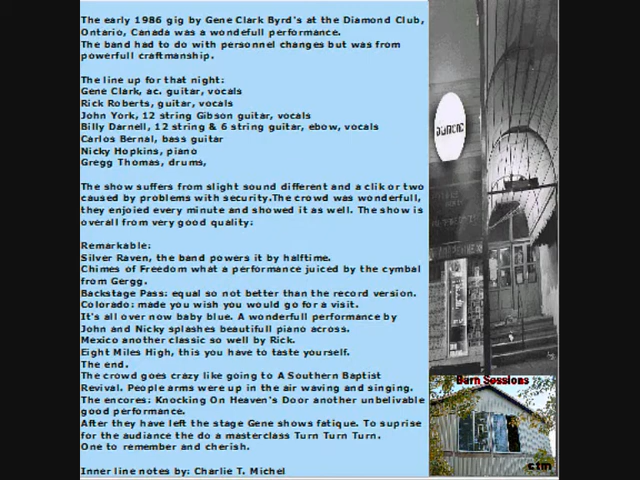 The early 1986 gig by Gene Clark Byrd's at the Diamond Club,
Ontario, Canada was a wondefull performance.
The band had to do with personnel changes but was from
powerfull craftmanship.
The line up for that night:
Gene Clark, ac. guitar, vocals
Rick Roberts, guitar, vocals
John York, 12 string Gibson guitar, vocals
Billy Darnell, 12 string & 6 string guitar, ebow, vocals
Carlos Bernal, bass guitar
Nicky Hopkins, piano
Gregg Thomas, drums,
The show suffers from slight sound different and a clik or two
caused by problems with security.The crowd was wonderfull,
they enjoied every minute and showed it as well. The show is
overall from very good quality:
Remarkable:
Silver Raven, the band powers it by halftime.
Chimes of Freedom what a performance juiced by the cymbal
from Gergg.
Backstage Pass: equal so not better than the record version.
Colorado: made you wish you would go for a visit.
It's all over now baby blue. A wonderfull performance by
John and Nicky splashes beautifull piano across.
Mexico another classic so well by Rick.
Eight Miles High, this you have to taste yourself.
The end.
The crowd goes crazy like going to A Southern Baptist
Revival. People arms were up in the air waving and singing.
The encores: Knocking On Heaven's Door another unbelivable
good performance.
After they have left the stage Gene shows fatique. To suprise
for the audience the do a masterclass Turn Turn Turn.
One to remember and cherish.
Inner line notes by: Charlie T. Michel
DIAMOND
Barn Sessions
ctm